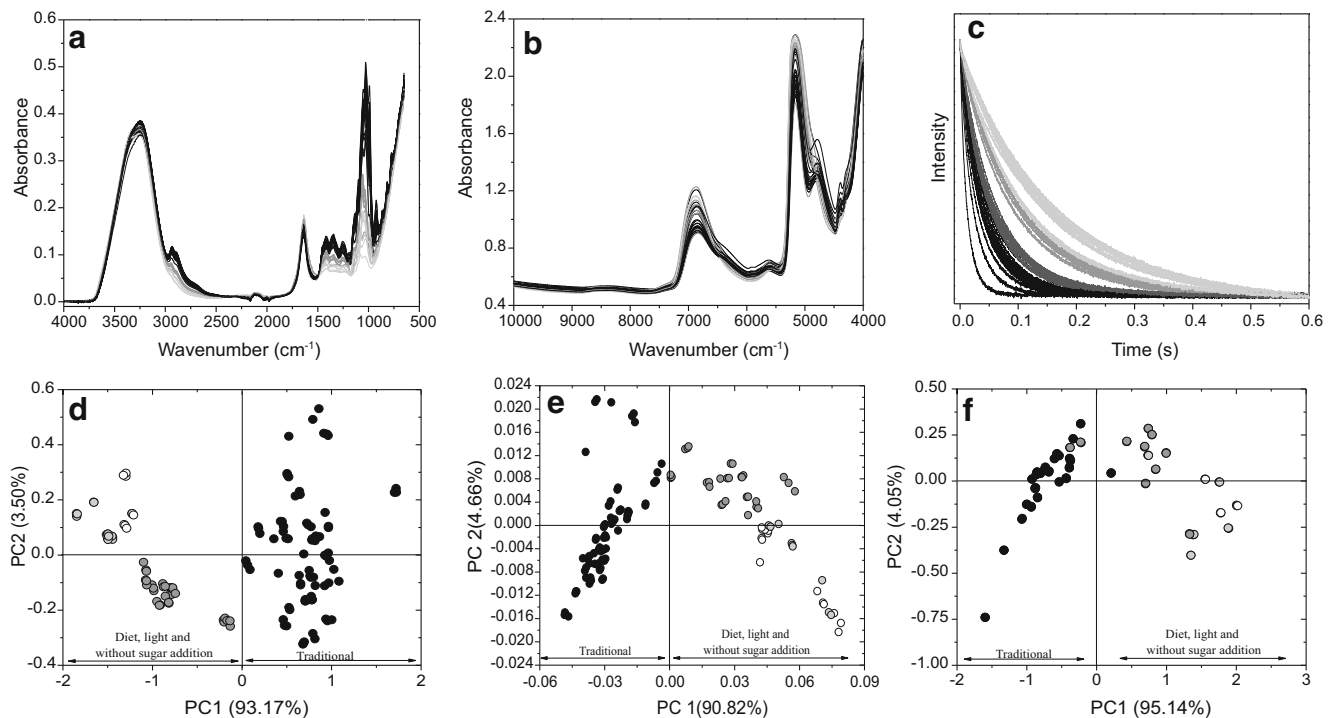 a
0.6
0.5
0.4
0.3
0.2
0.1
0.0
Absorbance
4000 3500 3000 2500 2000 1500 1000 500
Wavenumber (cm-1)
b
2.4
2.0
1.6
1.2
0.8
0.4
Absorbance
10000 9000 8000 7000 6000 5000 4000
Wavenumber (cm-1)
c
Intensity
0.0 0.1 0.2 0.3 0.4 0.5 0.6
Time (s)
d
0.6
0.4
0.2
0.0
-0.2
-0.4
PC2 (3.50%)
Diet, light and
without sugar addition
Traditional
-2 -1 0 1 2
PC1 (93.17%)
e
0.024
0.020
0.016
0.012
0.008
0.004
0.000
-0.004
-0.008
-0.012
-0.016
-0.020
-0.024
PC 2(4.66%)
Traditional
Diet, light and
without sugar addition
-0.06 -0.03 0.00 0.03 0.06 0.09
PC 1(90.82%)
f
0.50
0.25
0.00
-0.25
-0.50
-0.75
-1.00
PC2 (4.05%)
Traditional
Diet, light and
without sugar addition
-2 -1 0 1 2 3
PC1 (95.14%)